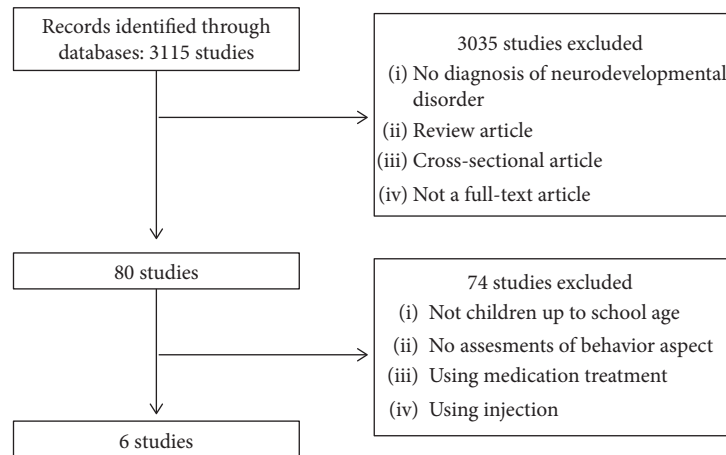 Records identified through
databases: 3115 studies
3035 studies excluded
(i) No diagnosis of neurodevelopmental
disorder
(ii) Review article
(iii) Cross-sectional article
(iv) Not a full-text article
80 studies
74 studies excluded
(i) Not children up to school age
(ii) No assesments of behavior aspect
(iii) Using medication treatment
(iv) Using injection
6 studies